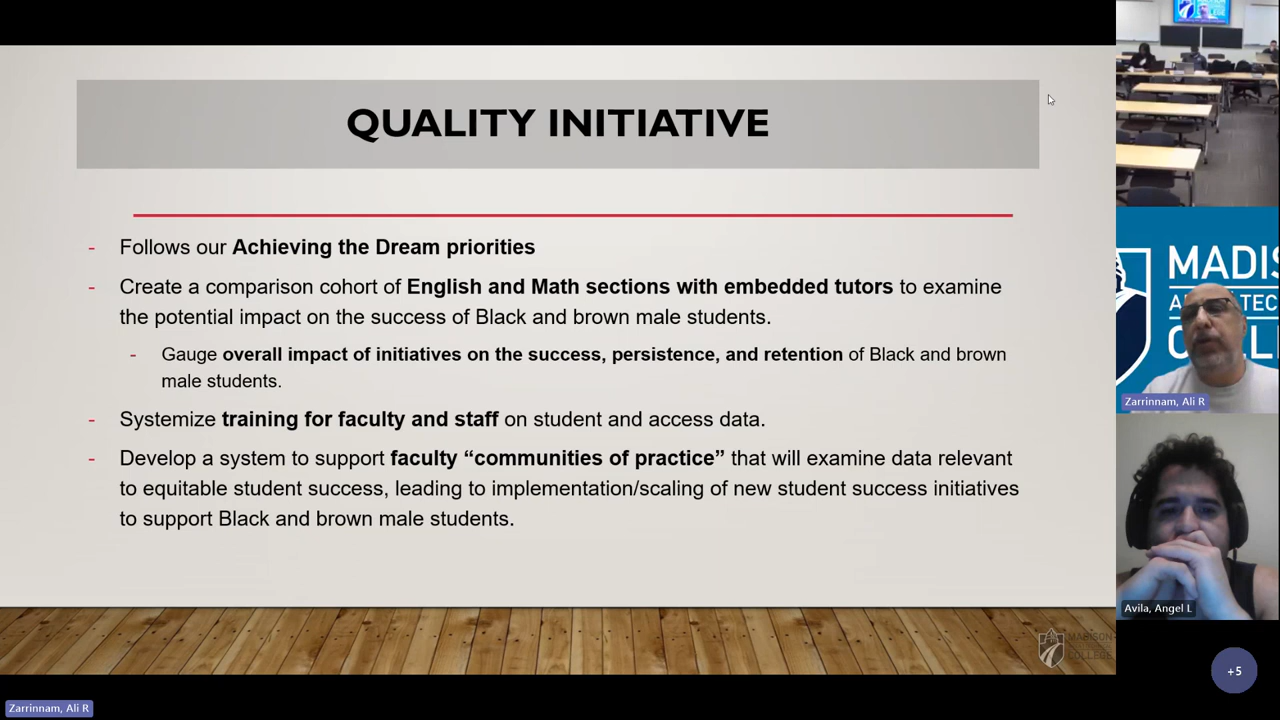 QUALITY INITIATIVE
- Follows our Achieving the Dream priorities
- Create a comparison cohort of English and Math sections with embedded tutors to examine
the potential impact on the success of Black and brown male students.
- Gauge overall impact of initiatives on the success, persistence, and retention of Black and brown
male students.
- Systemize training for faculty and staff on student and access data.
- Develop a system to support faculty “communities of practice” that will examine data relevant
to equitable student success, leading to implementation/scaling of new student success initiatives
to support Black and brown male students.
MADISON
COLLEGE
MADIS
TEC
COLLE
Zarrinnam, Ali R
Avila, Angel L
+5
Zarrinnam, Ali R